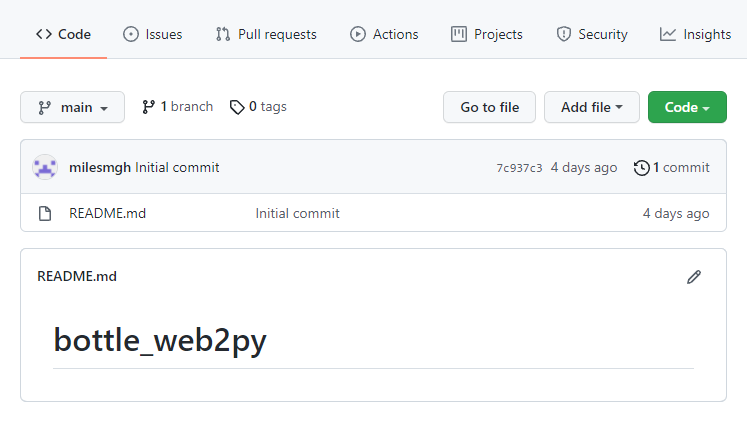 Code Issues Pull requests Actions Projects Security Insights
main 1 branch 0 tags Go to file Add file Code
milesmgh Initial commit 7c937c3 4 days ago 1 commit
README.md Initial commit 4 days ago
README.md
bottle_web2py